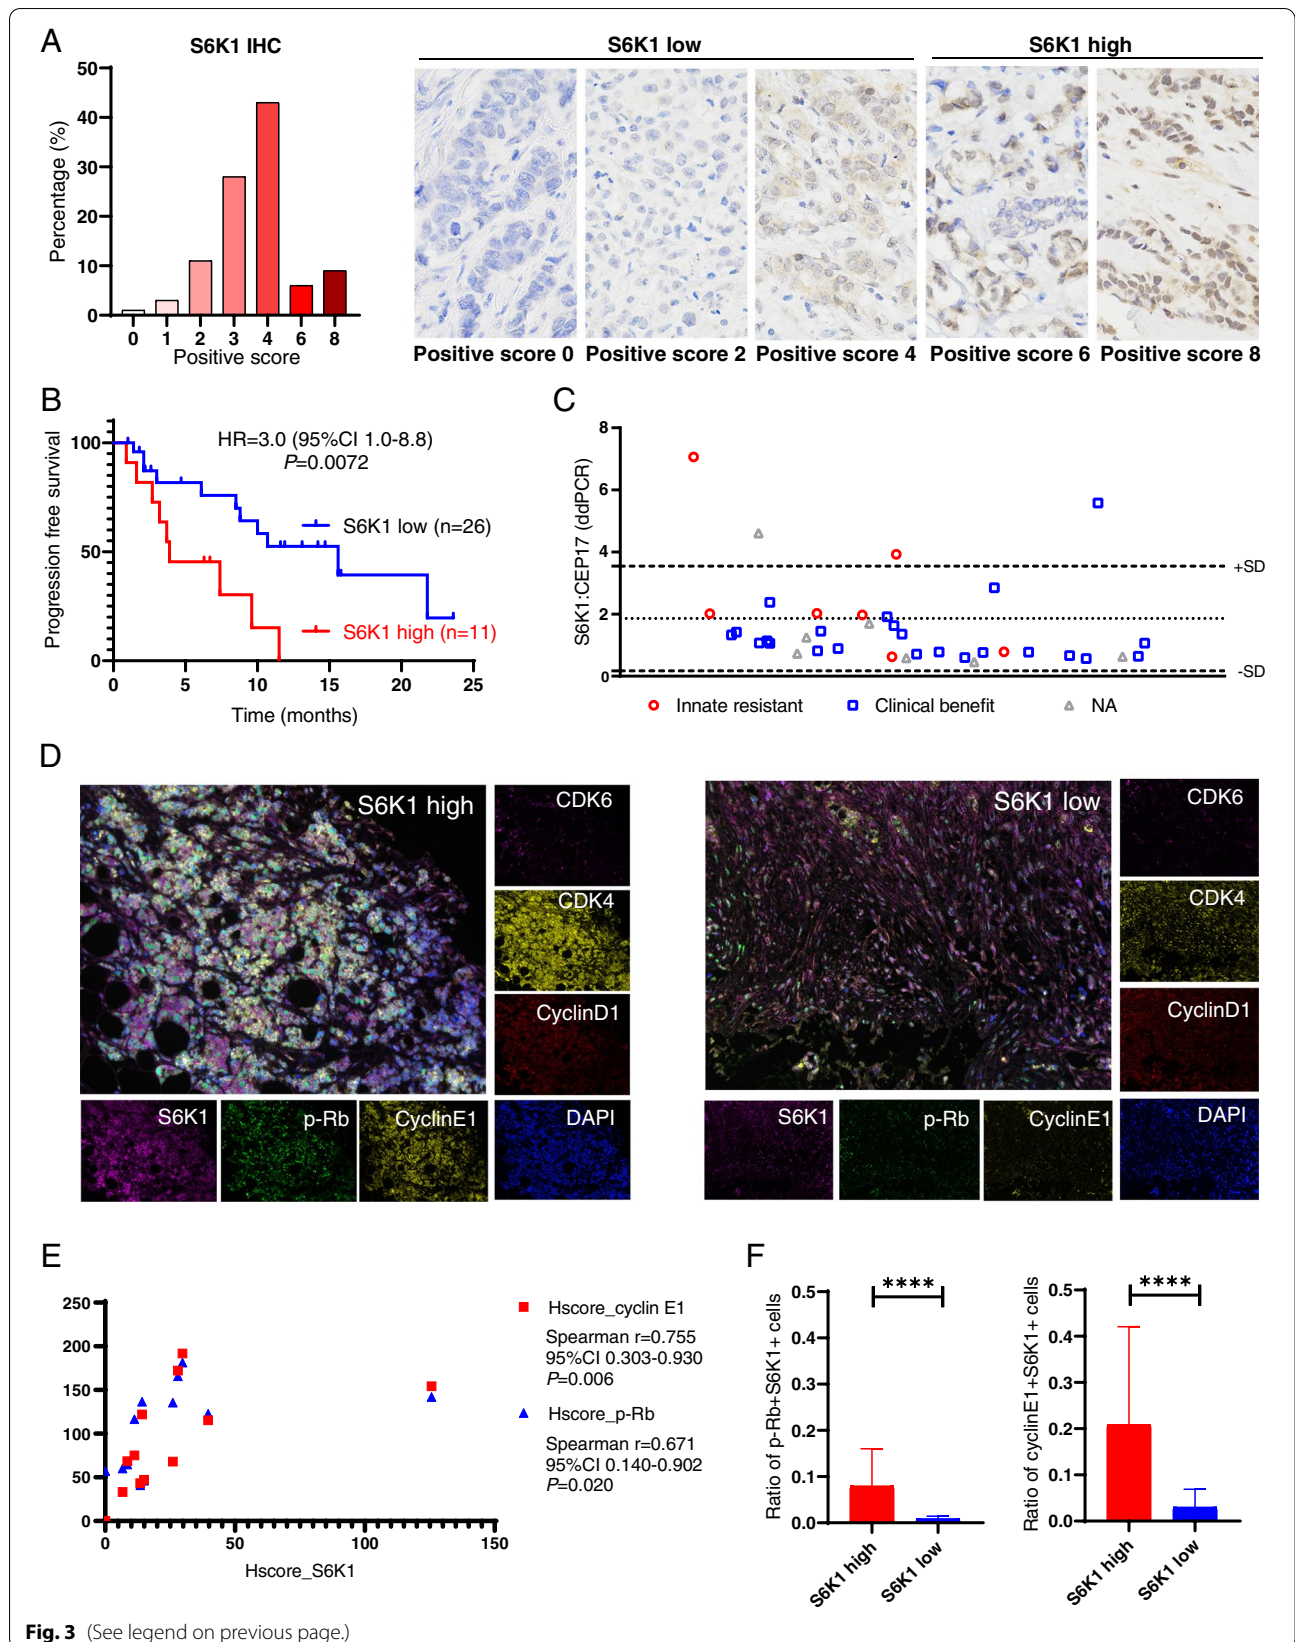 A
S6K1 IHC
Percentage (%)
50
40
30
20
10
0
0 1 2 3 4 6 8
Positive score
S6K1 low
S6K1 high
Positive score 0 Positive score 2 Positive score 4 Positive score 6 Positive score 8
B
Progression free survival
100
50
0
HR=3.0 (95%CI 1.0-8.8)
P=0.0072
S6K1 low (n=26)
S6K1 high (n=11)
0 5 10 15 20 25
Time (months)
C
S6K1:CEP17 (ddPCR)
8
6
4
2
0
+SD
-SD
Innate resistant Clinical benefit NA
D
S6K1 high
CDK6
CDK4
CyclinD1
S6K1 p-Rb CyclinE1 DAPI
S6K1 low
CDK6
CDK4
CyclinD1
S6K1 p-Rb CyclinE1 DAPI
E
250
200
150
100
50
0
0 50 100 150
Hscore_S6K1
Hscore_cyclin E1
Spearman r=0.755
95%CI 0.303-0.930
P=0.006
Hscore_p-Rb
Spearman r=0.671
95%CI 0.140-0.902
P=0.020
F
Ratio of p-Rb+S6K1+ cells
0.5
0.4
0.3
0.2
0.1
0.0
****
S6K1 high
S6K1 low
Ratio of cyclinE1+S6K1+ cells
0.5
0.4
0.3
0.2
0.1
0.0
****
S6K1 high
S6K1 low
Fig. 3 (See legend on previous page.)